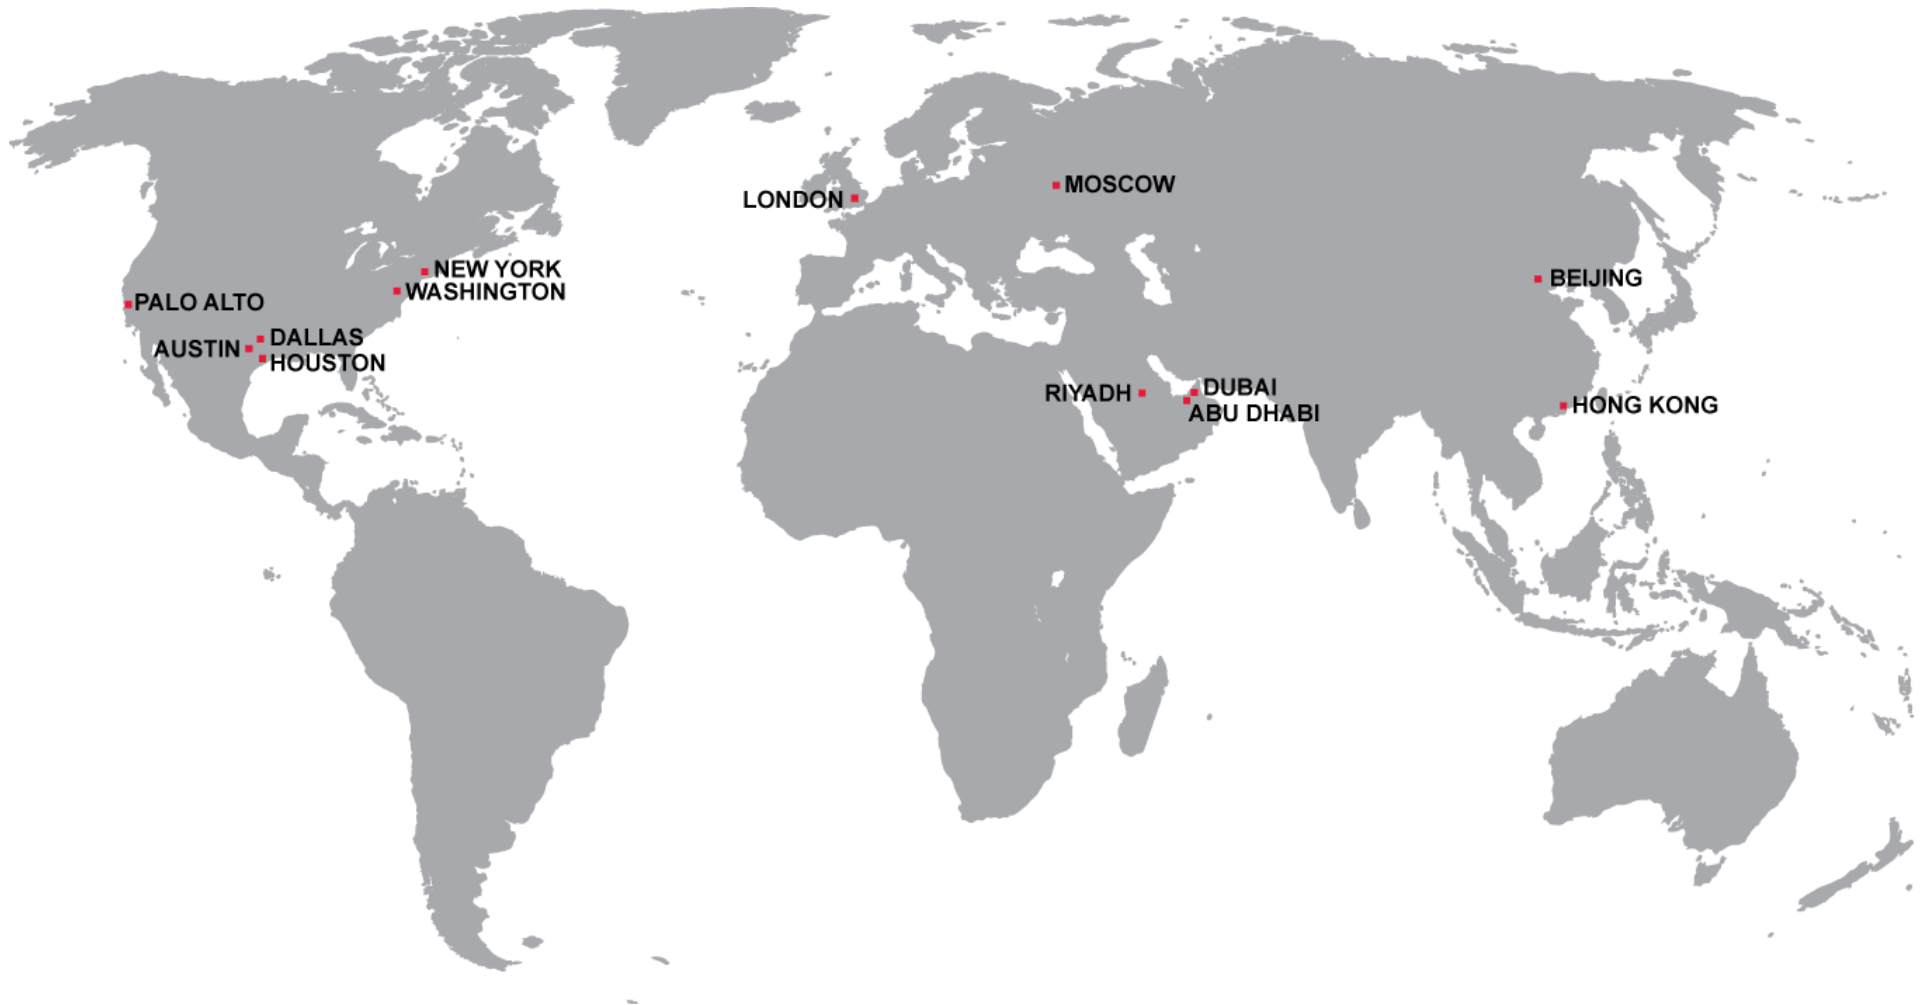 MOSCOW
LONDON
NEW YORK
BEIJING
WASHINGTON
PALO ALTO
DALLAS
AUSTIN
HOUSTON
DUBAI
RIYADH
HONG KONG
ABU DHABI